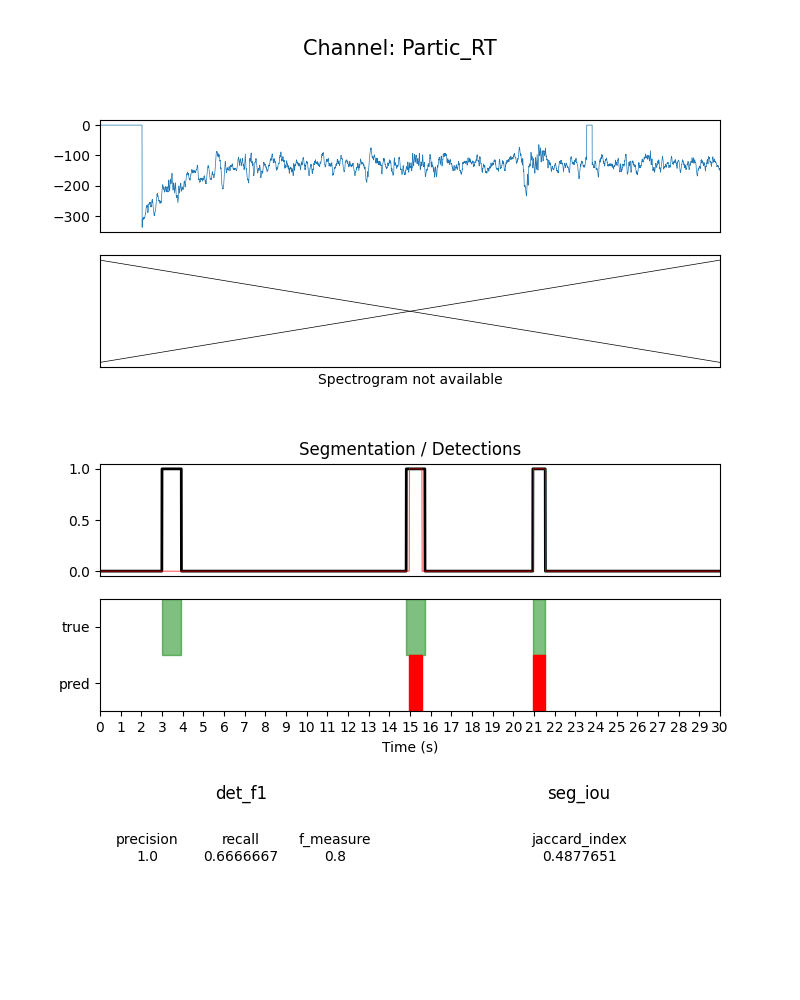 Channel: Partic_RT
0
−100
−200
−300
Spectrogram not available
Segmentation / Detections
1.0
0.5
0.0
true
pred
0 1 2 3 4 5 6 7 8 9 10 11 12 13 14 15 16 17 18 19 20 21 22 23 24 25 26 27 28 29 30
Time (s)
det_f1 seg_iou
precision recall f_measure jaccard_index
1.0 0.6666667 0.8 0.4877651